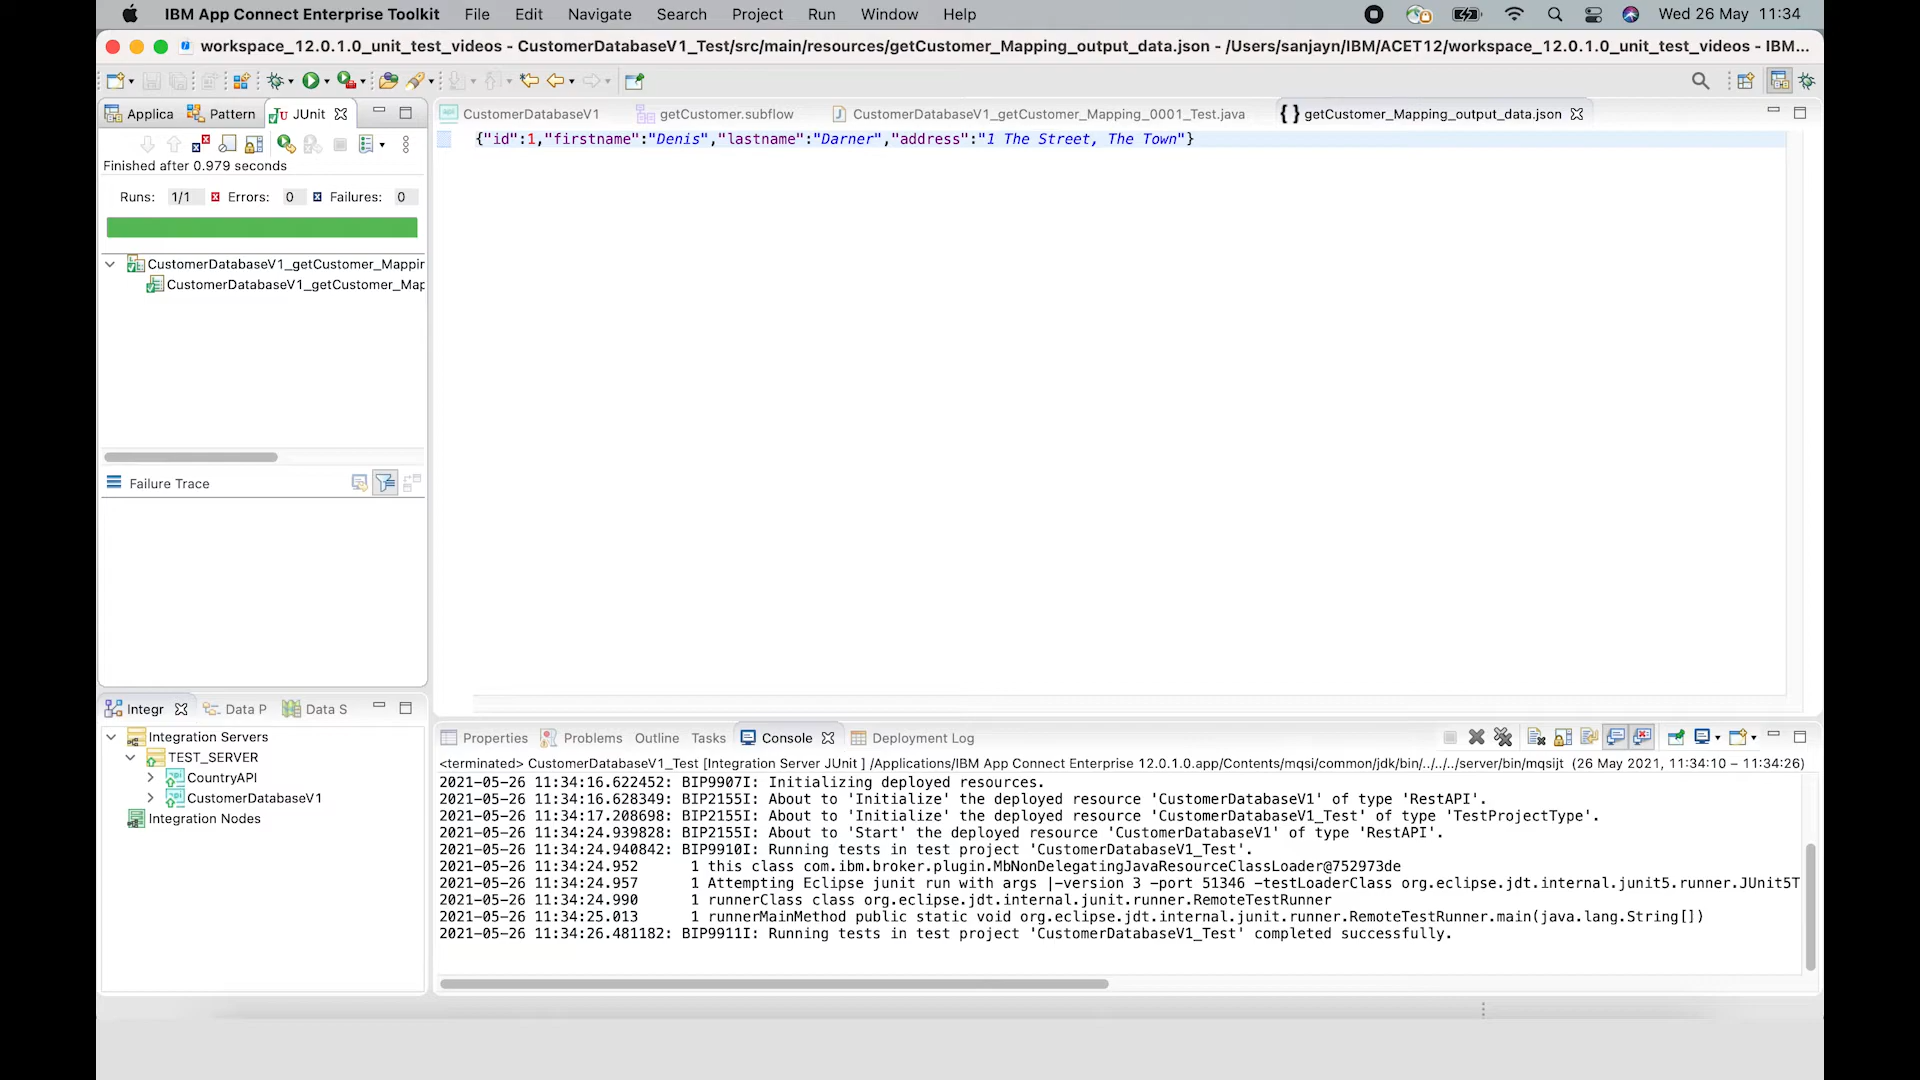 IBM App Connect Enterprise Toolkit File Edit Navigate Search Project Run Window Help Wed 26 May 11:34
workspace_12.0.1.0_unit_test_videos - CustomerDatabaseV1_Test/src/main/resources/getCustomer_Mapping_output_data.json - /Users/sanjayn/IBM/ACET12/workspace_12.0.1.0_unit_test_videos - IBM...
Applica Pattern JUnit
Finished after 0.979 seconds
Runs: 1/1 Errors: 0 Failures: 0
CustomerDatabaseV1_getCustomer_Mappin
CustomerDatabaseV1_getCustomer_Map
Failure Trace
CustomerDatabaseV1 getCustomer.subflow CustomerDatabaseV1_getCustomer_Mapping_0001_Test.java { } getCustomer_Mapping_output_data.json
{"id":1,"firstname":"Denis","lastname":"Darner","address":"1 The Street, The Town"}
Integr Data P Data S
Integration Servers
TEST_SERVER
CountryAPI
CustomerDatabaseV1
Integration Nodes
Properties Problems Outline Tasks Console Deployment Log
<terminated> CustomerDatabaseV1_Test [Integration Server JUnit ] /Applications/IBM App Connect Enterprise 12.0.1.0.app/Contents/mqsi/common/jdk/bin/../../../server/bin/mqsijt (26 May 2021, 11:34:10 – 11:34:26)
2021-05-26 11:34:16.622452: BIP9907I: Initializing deployed resources.
2021-05-26 11:34:16.628349: BIP2155I: About to 'Initialize' the deployed resource 'CustomerDatabaseV1' of type 'RestAPI'.
2021-05-26 11:34:17.208698: BIP2155I: About to 'Initialize' the deployed resource 'CustomerDatabaseV1_Test' of type 'TestProjectType'.
2021-05-26 11:34:24.939828: BIP2155I: About to 'Start' the deployed resource 'CustomerDatabaseV1' of type 'RestAPI'.
2021-05-26 11:34:24.940842: BIP9910I: Running tests in test project 'CustomerDatabaseV1_Test'.
2021-05-26 11:34:24.952 1 this class com.ibm.broker.plugin.MbNonDelegatingJavaResourceClassLoader@752973de
2021-05-26 11:34:24.957 1 Attempting Eclipse junit run with args |-version 3 -port 51346 -testLoaderClass org.eclipse.jdt.internal.junit5.runner.JUnit5T
2021-05-26 11:34:24.990 1 runnerClass class org.eclipse.jdt.internal.junit.runner.RemoteTestRunner
2021-05-26 11:34:25.013 1 runnerMainMethod public static void org.eclipse.jdt.internal.junit.runner.RemoteTestRunner.main(java.lang.String[])
2021-05-26 11:34:26.481182: BIP9911I: Running tests in test project 'CustomerDatabaseV1_Test' completed successfully.